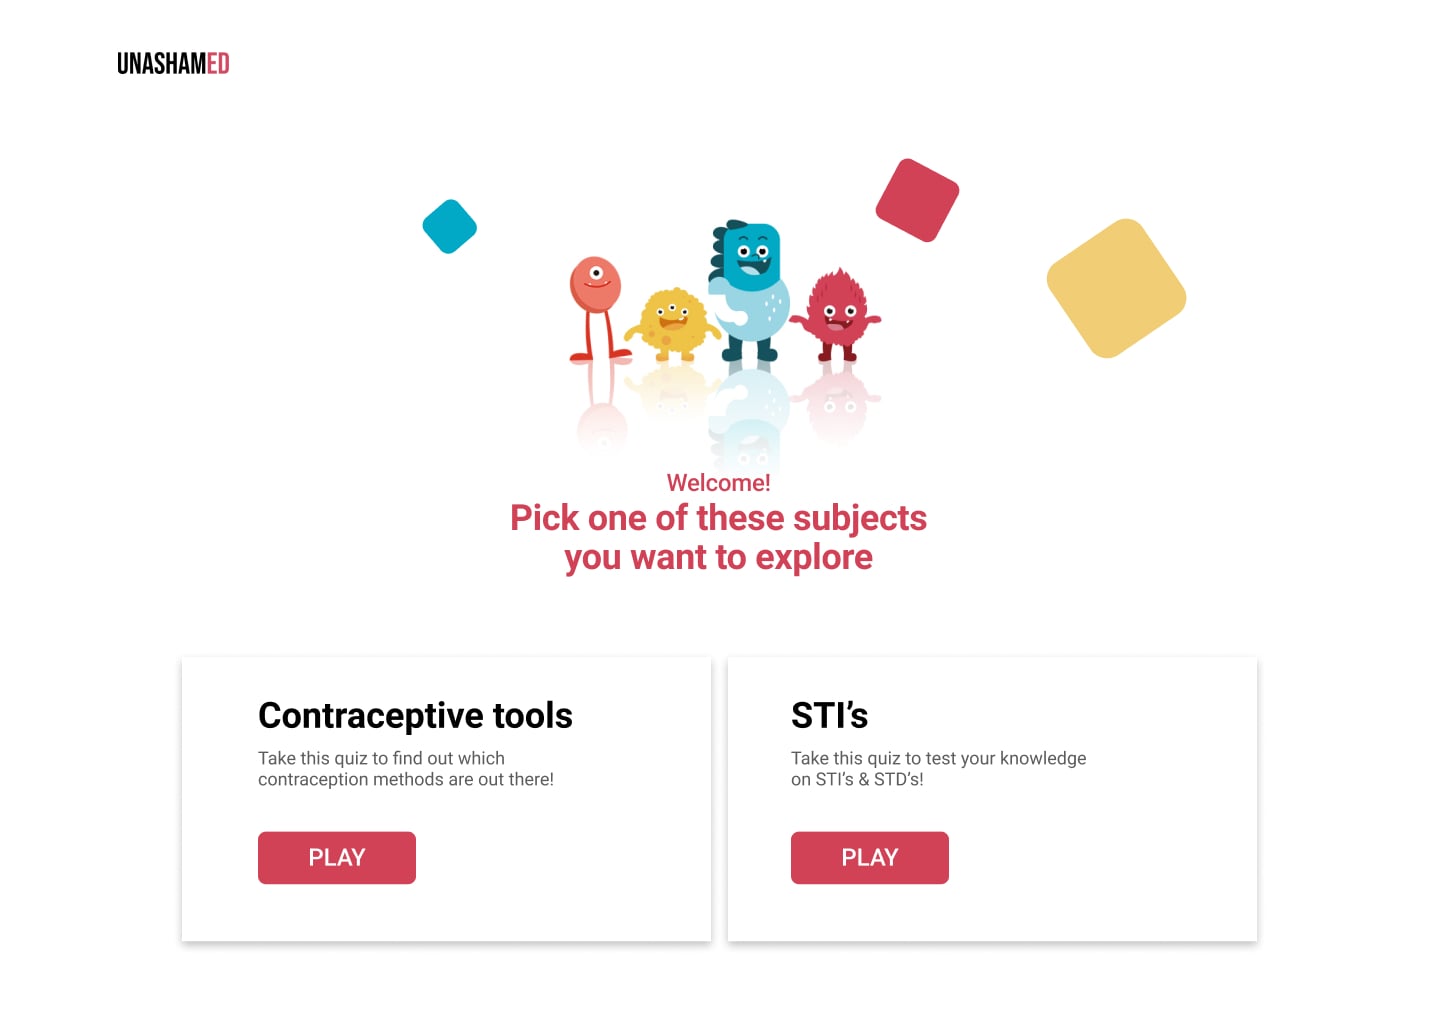 UNASHAMED
Welcome!
Pick one of these subjects
you want to explore
Contraceptive tools
Take this quiz to find out which
contraception methods are out there!
PLAY
STI’s
Take this quiz to test your knowledge
on STI’s & STD’s!
PLAY